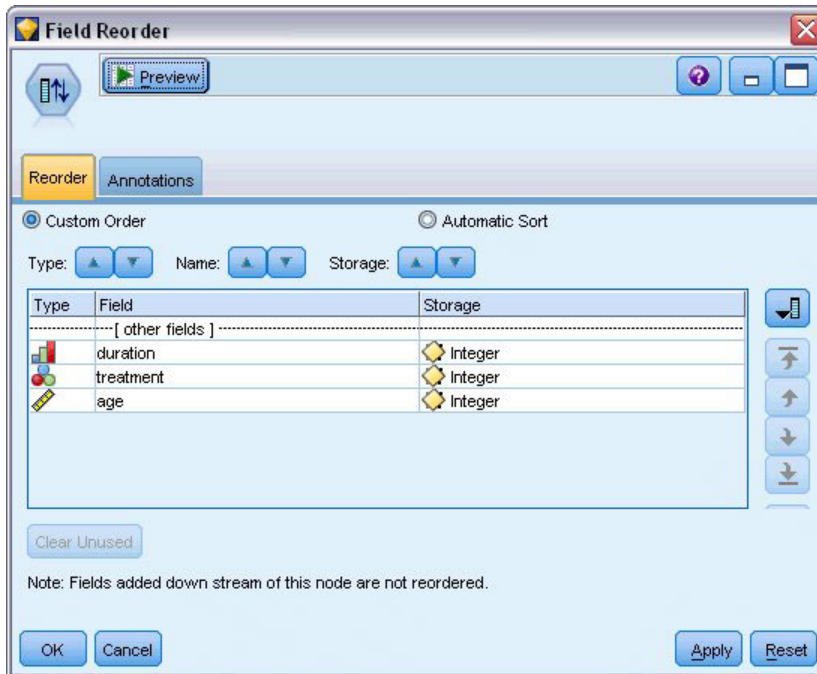 Field Reorder
Preview
Reorder Annotations
Custom Order Automatic Sort
Type: Name: Storage:
Type Field Storage
[ other fields ]
duration Integer
treatment Integer
age Integer
Clear Unused
Note: Fields added down stream of this node are not reordered.
OK Cancel Apply Reset